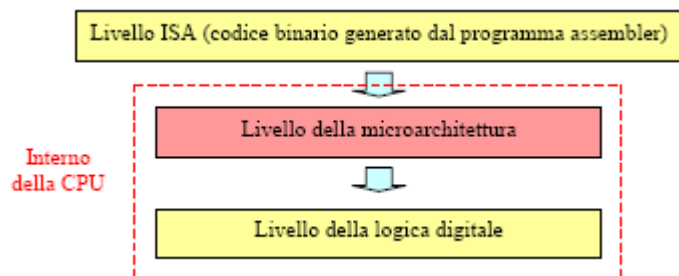 Livello ISA (codice binario generato dal programma assembler)
Livello della microarchitettura
Interno
della CPU
Livello della logica digitale